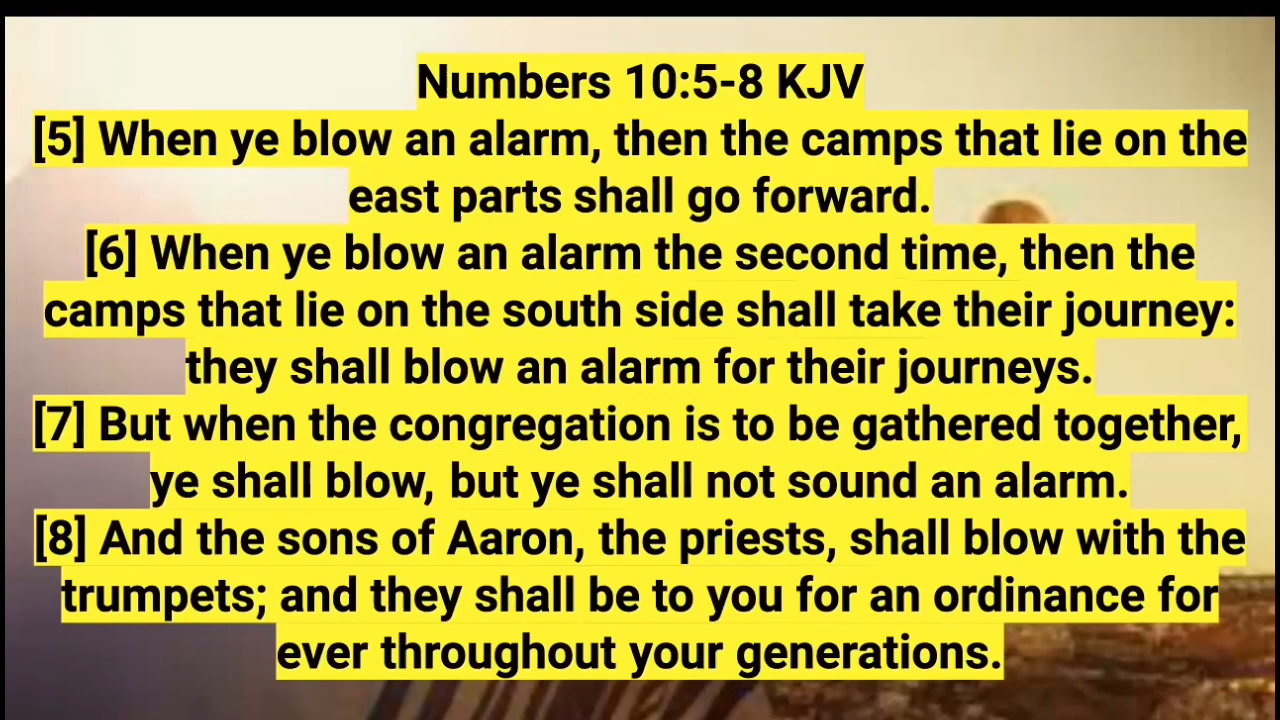 Numbers 10:5-8 KJV
[5] When ye blow an alarm, then the camps that lie on the
east parts shall go forward.
[6] When ye blow an alarm the second time, then the
camps that lie on the south side shall take their journey:
they shall blow an alarm for their journeys.
[7] But when the congregation is to be gathered together,
ye shall blow, but ye shall not sound an alarm.
[8] And the sons of Aaron, the priests, shall blow with the
trumpets; and they shall be to you for an ordinance for
ever throughout your generations.